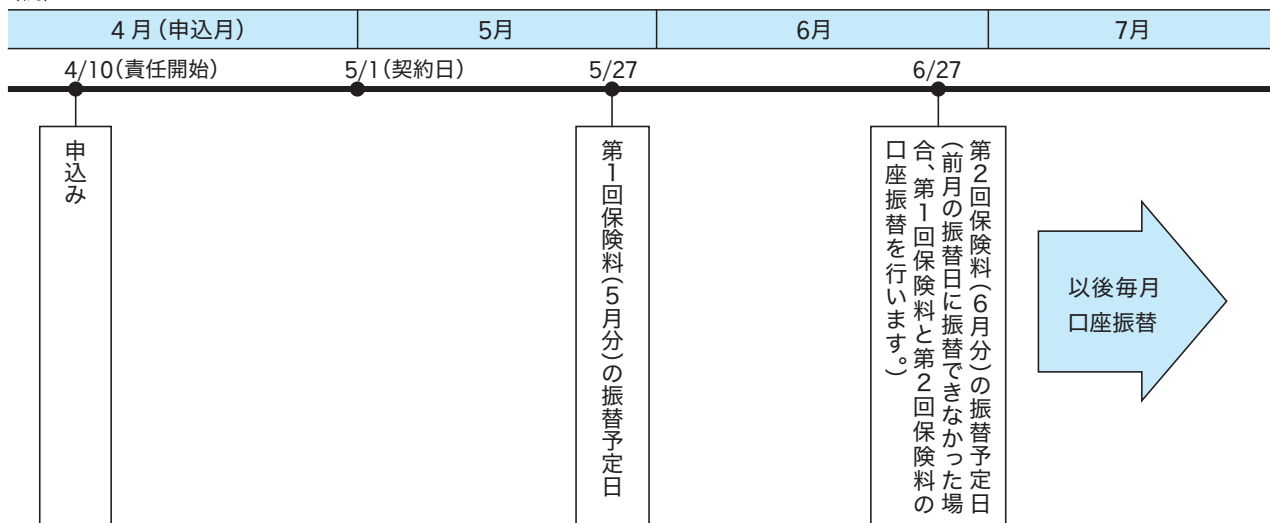 4月（申込月）
5月
6月
7月
4/10（責任開始）
5/1（契約日）
5/27
6/27
申込み
第1回保険料（5月分）の振替予定日
第2回保険料（6月分）の振替予定日
（前月の振替日に振替できなかった場
合、第1回保険料と第2回保険料の
口座振替を行います。）
以後毎月
口座振替